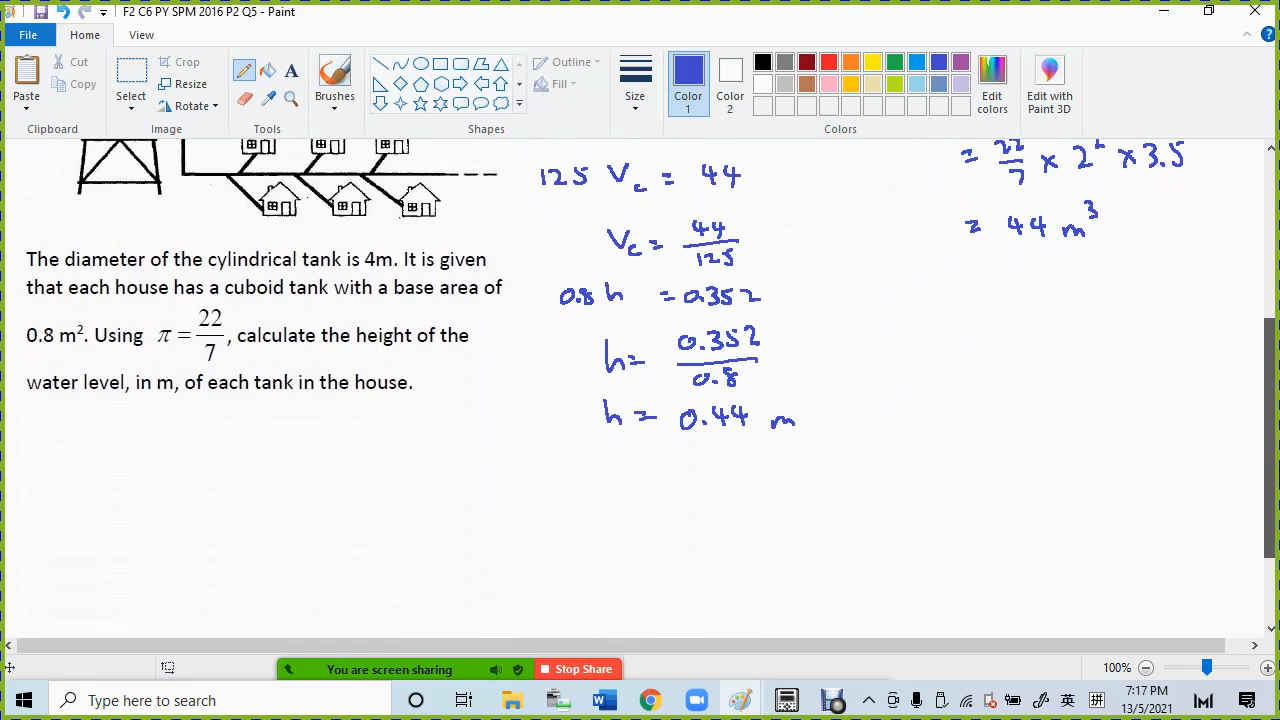 F2 C6 PY SPM 2016 P2 Q5 - Paint
File Home View
Paste Cut Copy
Select Crop Resize Rotate
Brushes
Outline Fill
Size
Color 1 Color 2
Edit colors
Edit with Paint 3D
Clipboard Image Tools Shapes Colors
= 22/7 × 2² × 3.5
125 Vc = 44
= 44 m³
Vc = 44/125
The diameter of the cylindrical tank is 4m. It is given
that each house has a cuboid tank with a base area of
0.8 m². Using π = 22/7, calculate the height of the
water level, in m, of each tank in the house.
0.8 h = 0.352
h = 0.352/0.8
h = 0.44 m
You are screen sharing Stop Share
100%
Type here to search
英 拼
7:17 PM
13/5/2021